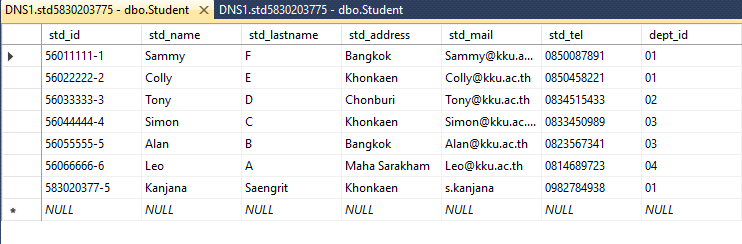 DNS1.std5830203775 - dbo.Student DNS1.std5830203775 - dbo.Student
std_id std_name std_lastname std_address std_mail std_tel dept_id
56011111-1 Sammy F Bangkok Sammy@kku.a... 0850087891 01
56022222-2 Colly E Khonkaen Colly@kku.ac.th 0850458221 01
56033333-3 Tony D Chonburi Tony@kku.ac.th 0834515433 02
56044444-4 Simon C Khonkaen Simon@kku.ac.... 0833450989 03
56055555-5 Alan B Bangkok Alan@kku.ac.th 0823567341 03
56066666-6 Leo A Maha Sarakham Leo@kku.ac.th 0814689723 04
583020377-5 Kanjana Saengrit Khonkaen s.kanjana 0982784938 01
NULL NULL NULL NULL NULL NULL NULL